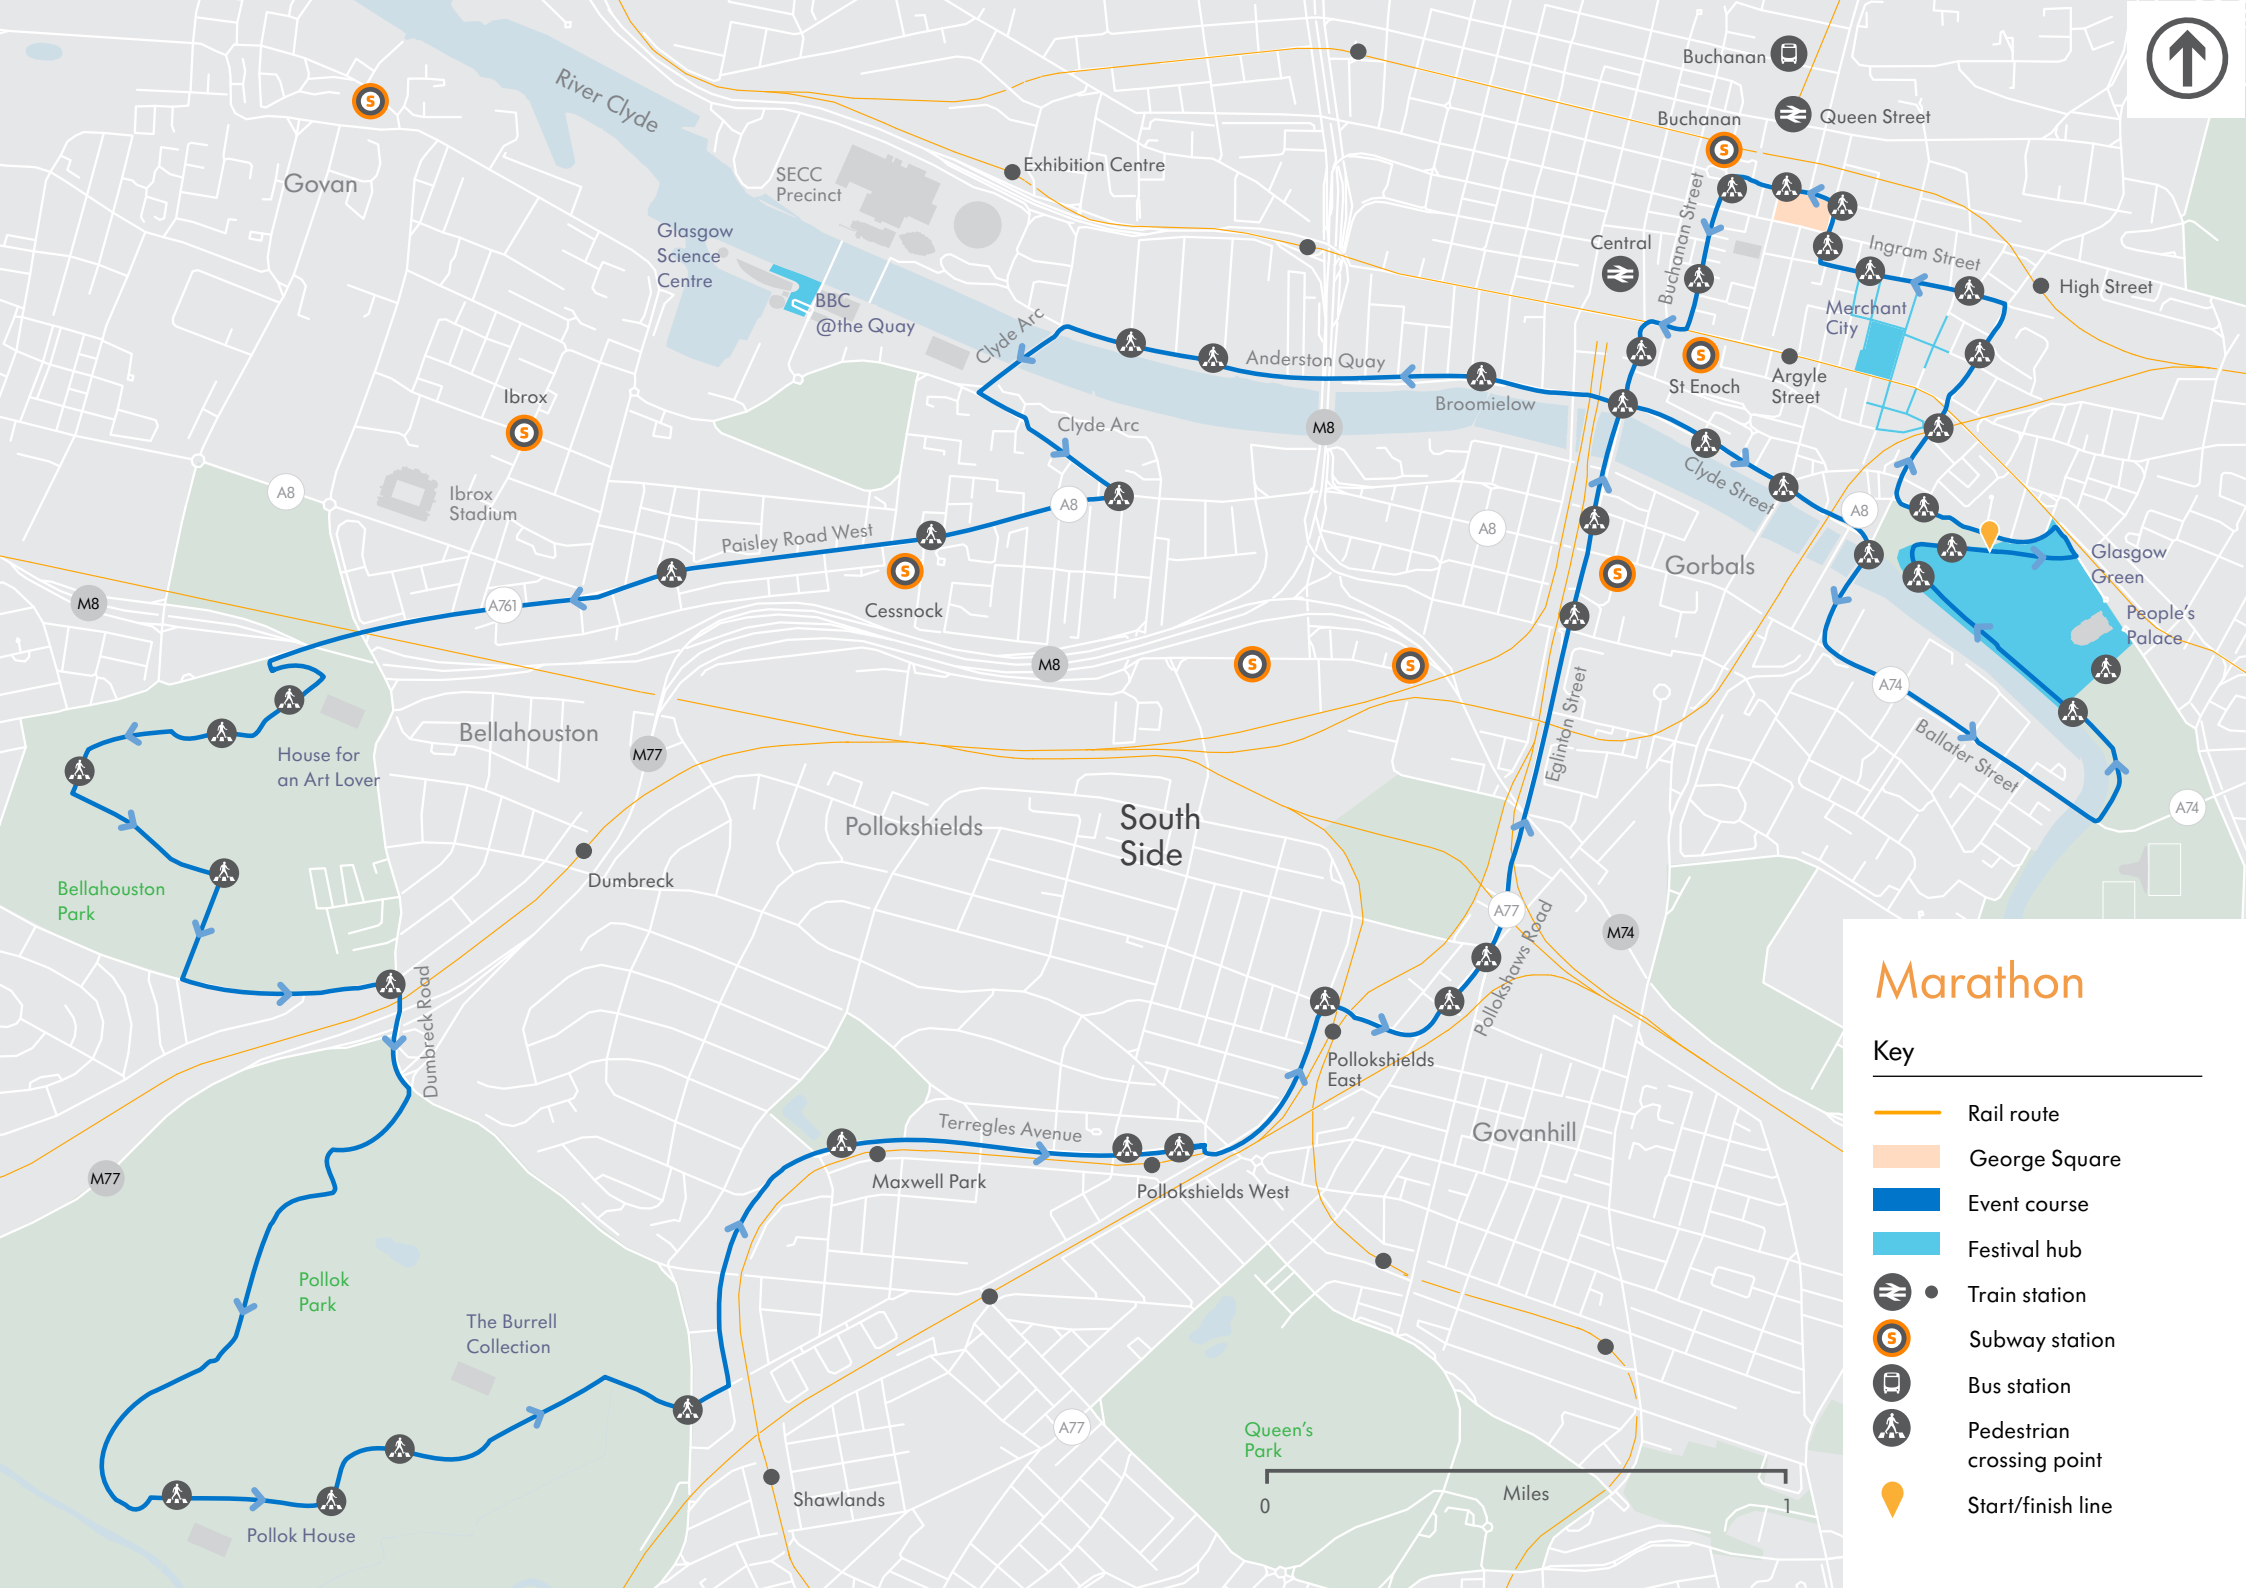 Buchanan
Buchanan
Queen Street
River Clyde
Exhibition Centre
SECC
Precinct
Govan
Glasgow
Science
Centre
BBC
@the Quay
Central
Buchanan Street
Ingram Street
High Street
Merchant
City
Clyde Arc
Anderston Quay
St Enoch
Argyle
Street
Broomielow
Ibrox
Clyde Arc
M8
A8
Ibrox
Stadium
A8
Clyde Street
A8
A8
Paisley Road West
Glasgow
Green
Gorbals
M8
A761
Cessnock
People's
Palace
M8
A74
Eglinton Street
Bellahouston
M77
House for
an Art Lover
Ballater Street
A74
South
Side
Pollokshields
Dumbreck
Bellahouston
Park
A77
M74
Pollokshaws Road
Dumbreck Road
Pollokshields
East
Terregles Avenue
Govanhill
M77
Maxwell Park
Pollokshields West
Pollok
Park
The Burrell
Collection
A77
Queen's
Park
Shawlands
0
Miles
1
Pollok House
Marathon
Key
Rail route
George Square
Event course
Festival hub
Train station
S
Subway station
Bus station
Pedestrian
crossing point
Start/finish line